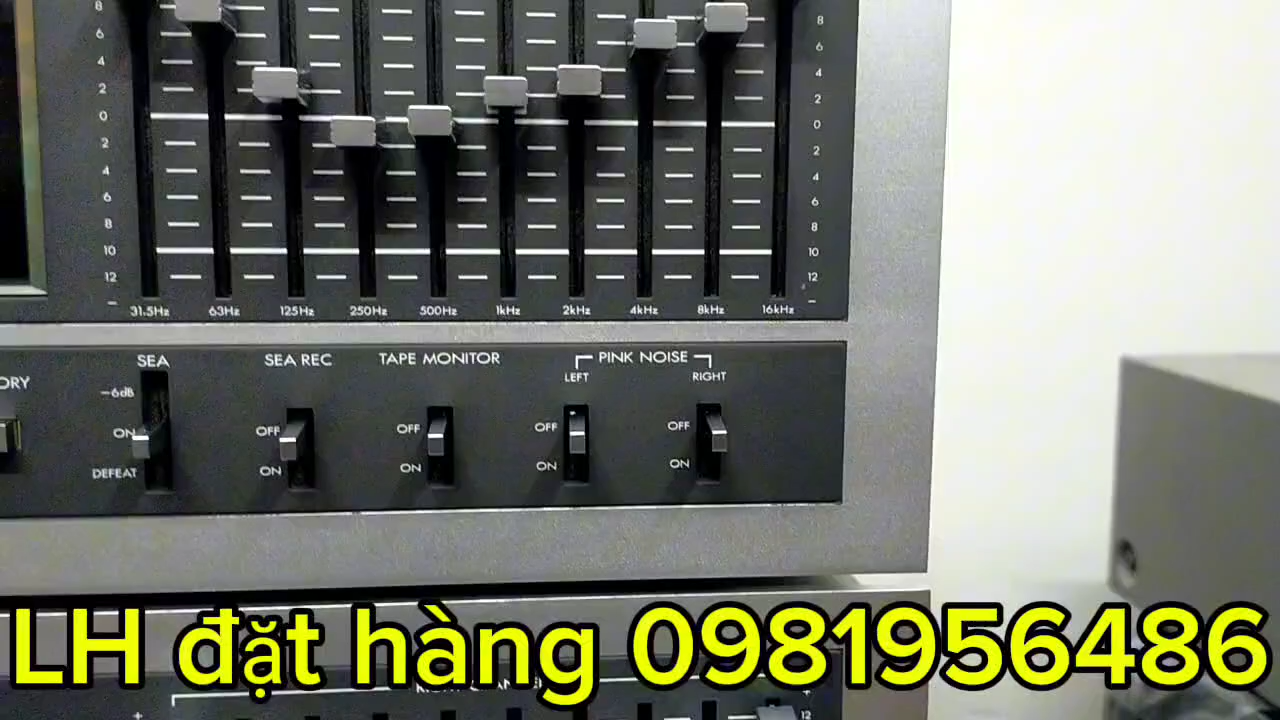 8 8
6 6
4 4
2 2
0 0
2 2
4 4
6 6
8 8
10 10
12 12
31.5Hz 63Hz 125Hz 250Hz 500Hz 1kHz 2kHz 4kHz 8kHz 16kHz
SEA SEA REC TAPE MONITOR PINK NOISE
LEFT RIGHT
-6dB
ON OFF OFF OFF OFF
DEFEAT ON ON ON ON
LH đặt hàng 0981956486
+ + 12